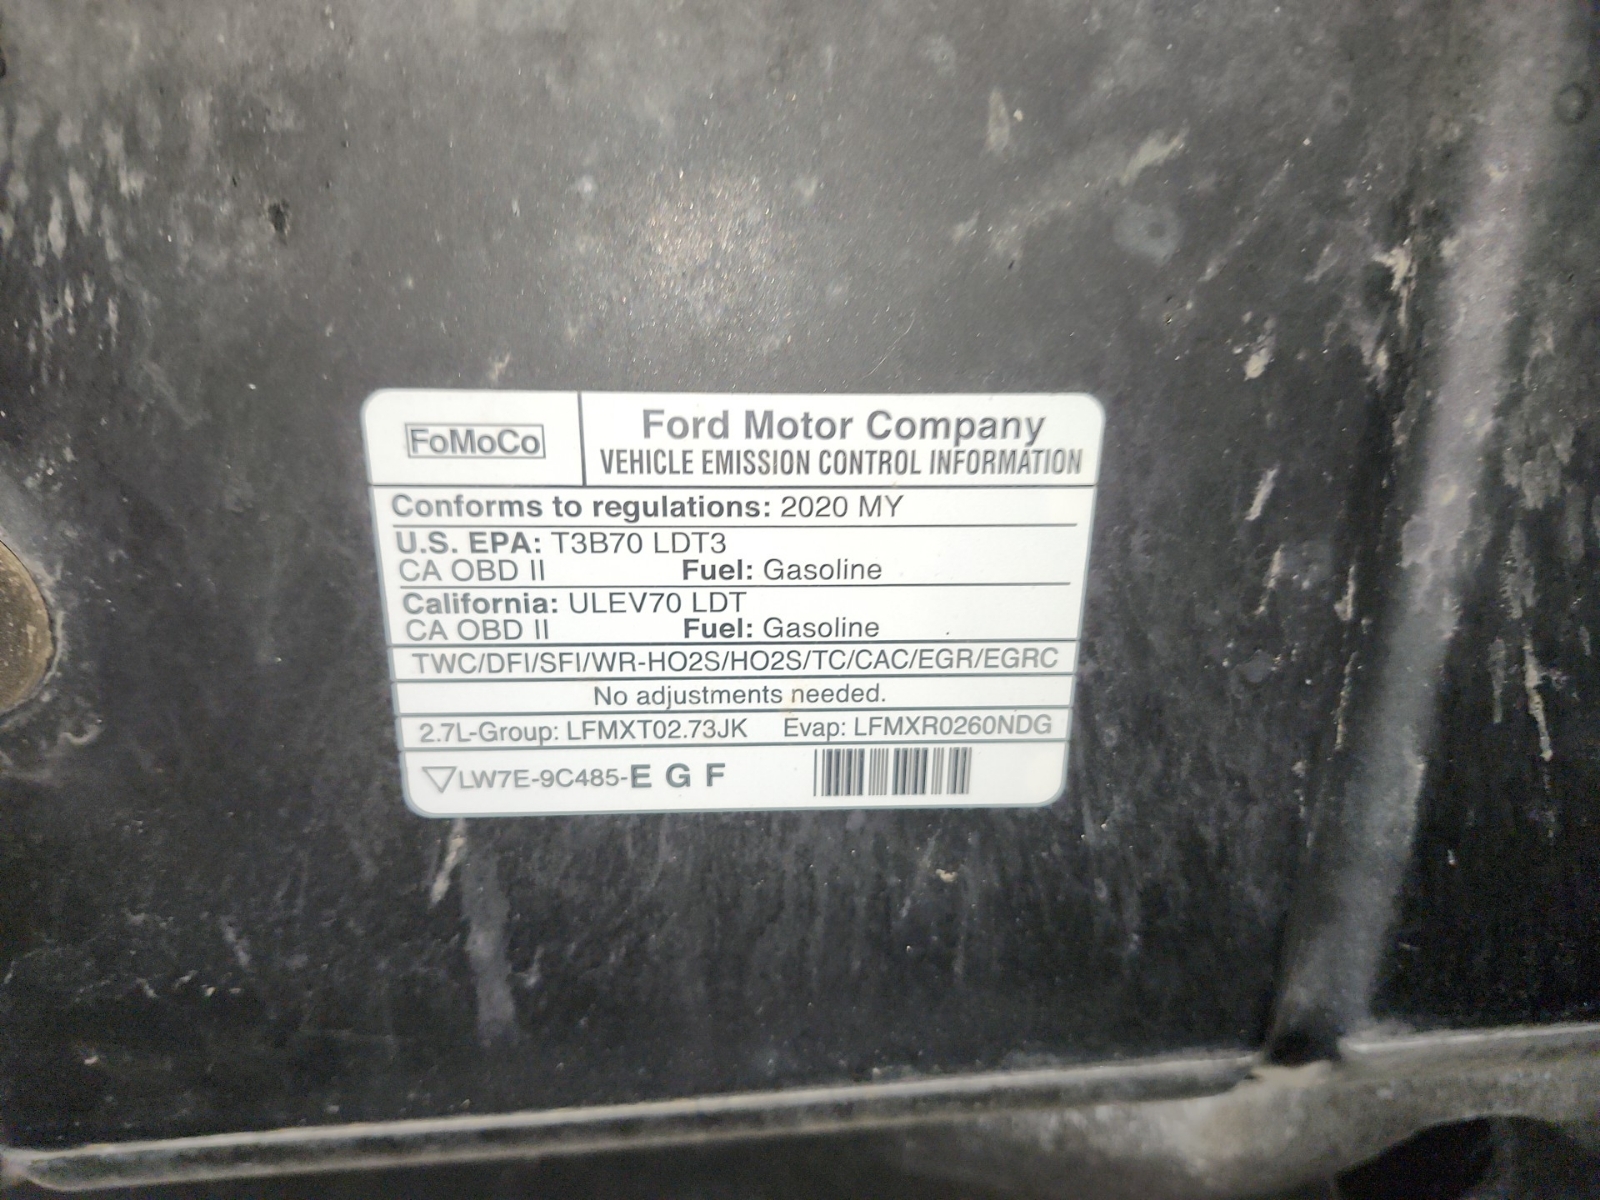 FoMoCo
Ford Motor Company
VEHICLE EMISSION CONTROL INFORMATION
Conforms to regulations: 2020 MY
U.S. EPA: T3B70 LDT3
CA OBD II Fuel: Gasoline
California: ULEV70 LDT
CA OBD II Fuel: Gasoline
TWC/DFI/SFI/WR-HO2S/HO2S/TC/CAC/EGR/EGRC
No adjustments needed.
2.7L-Group: LFMXT02.73JK Evap: LFMXR0260NDG
LW7E-9C485-E G F